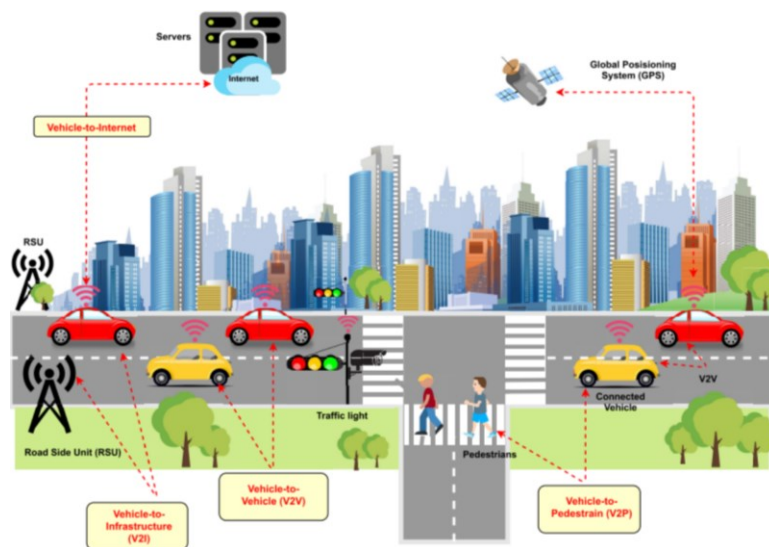 Servers
Internet
Global Posisioning
System (GPS)
Vehicle-to-Internet
RSU
V2V
Connected
Vehicle
Traffic light
Road Side Unit (RSU)
Pedestrians
Vehicle-to-
Vehicle (V2V)
Vehicle-to-
Infrastructure
(V2I)
Vehicle-to-
Pedestrain (V2P)